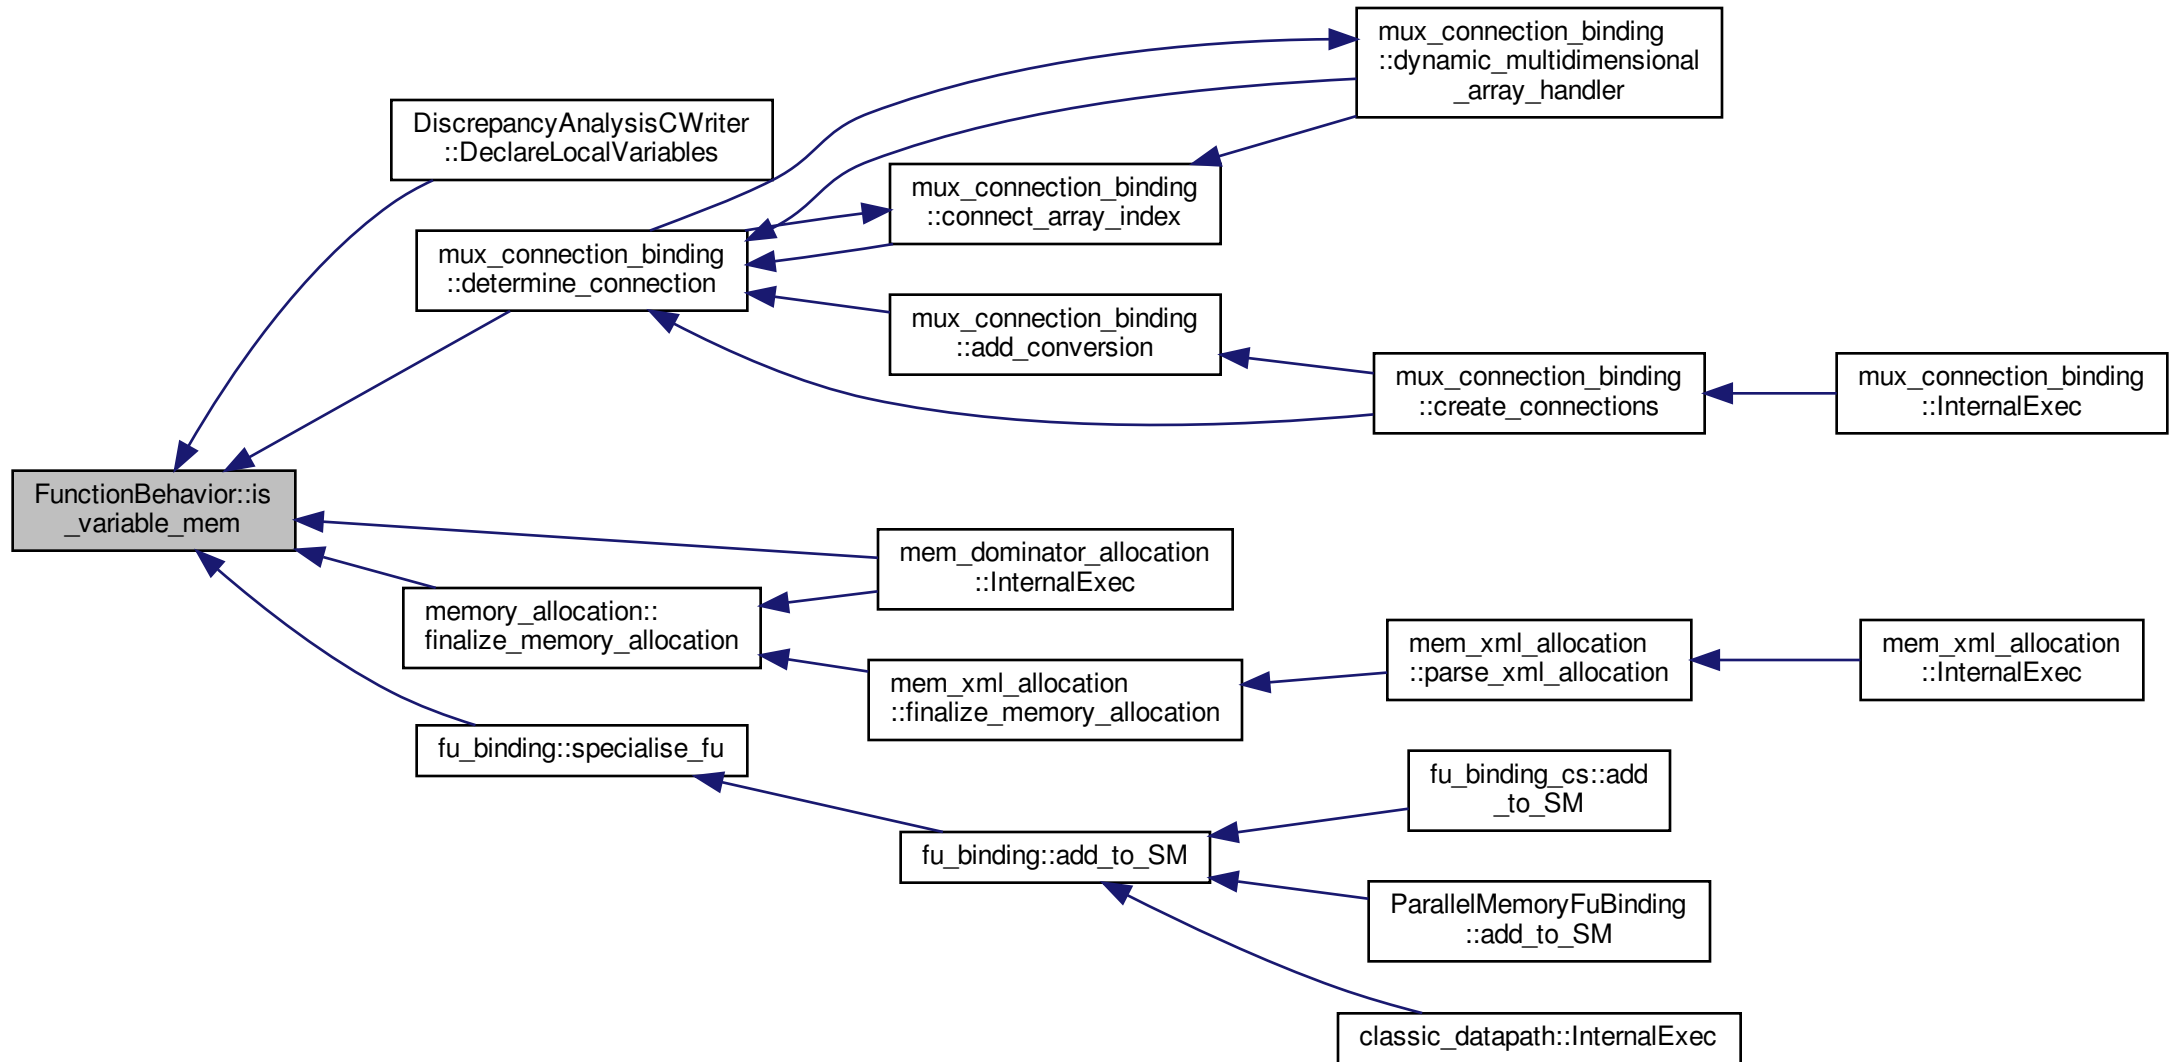 mux_connection_binding
::dynamic_multidimensional
_array_handler
DiscrepancyAnalysisCWriter
::DeclareLocalVariables
mux_connection_binding
::connect_array_index
mux_connection_binding
::determine_connection
mux_connection_binding
::add_conversion
mux_connection_binding
::create_connections
mux_connection_binding
::InternalExec
FunctionBehavior::is
_variable_mem
mem_dominator_allocation
::InternalExec
memory_allocation::
finalize_memory_allocation
mem_xml_allocation
::finalize_memory_allocation
mem_xml_allocation
::parse_xml_allocation
mem_xml_allocation
::InternalExec
fu_binding::specialise_fu
fu_binding_cs::add
_to_SM
fu_binding::add_to_SM
ParallelMemoryFuBinding
::add_to_SM
classic_datapath::InternalExec